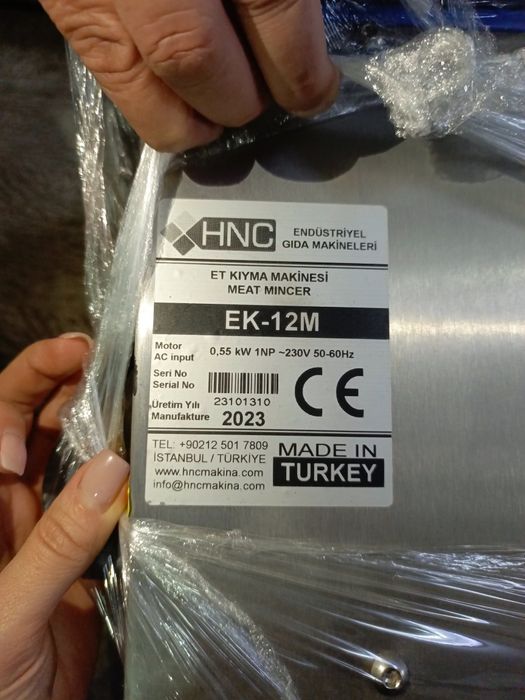 HNC
ENDÜSTRİYEL
GIDA MAKİNELERİ
ET KIYMA MAKİNESİ
MEAT MINCER
EK-12M
Motor
AC input
0,55 kW 1NP ~230V 50-60Hz
Seri No
Serial No
23101310
CE
Üretim Yılı
Manufakture
2023
TEL: +90212 501 7809
İSTANBUL / TÜRKİYE
www.hncmakina.com
info@hncmakina.com
MADE IN
TURKEY